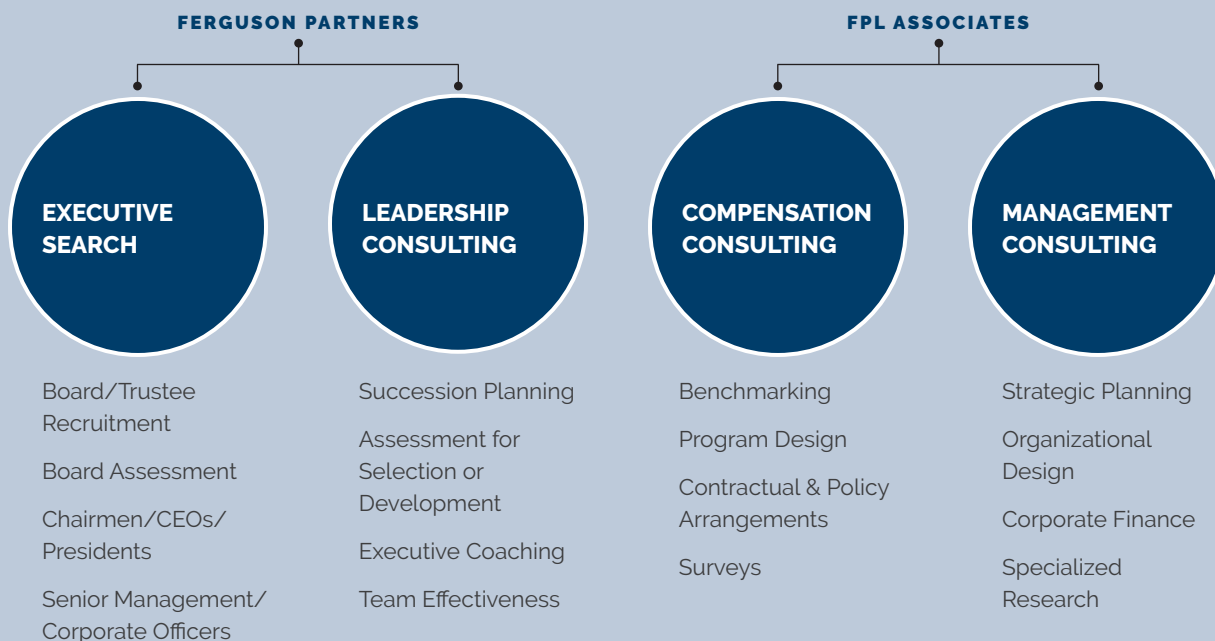 FERGUSON PARTNERS
FPL ASSOCIATES
EXECUTIVE
SEARCH
LEADERSHIP
CONSULTING
COMPENSATION
CONSULTING
MANAGEMENT
CONSULTING
Board/Trustee
Recruitment
Board Assessment
Chairmen/CEOs/
Presidents
Senior Management/
Corporate Officers
Succession Planning
Assessment for
Selection or
Development
Executive Coaching
Team Effectiveness
Benchmarking
Program Design
Contractual & Policy
Arrangements
Surveys
Strategic Planning
Organizational
Design
Corporate Finance
Specialized
Research